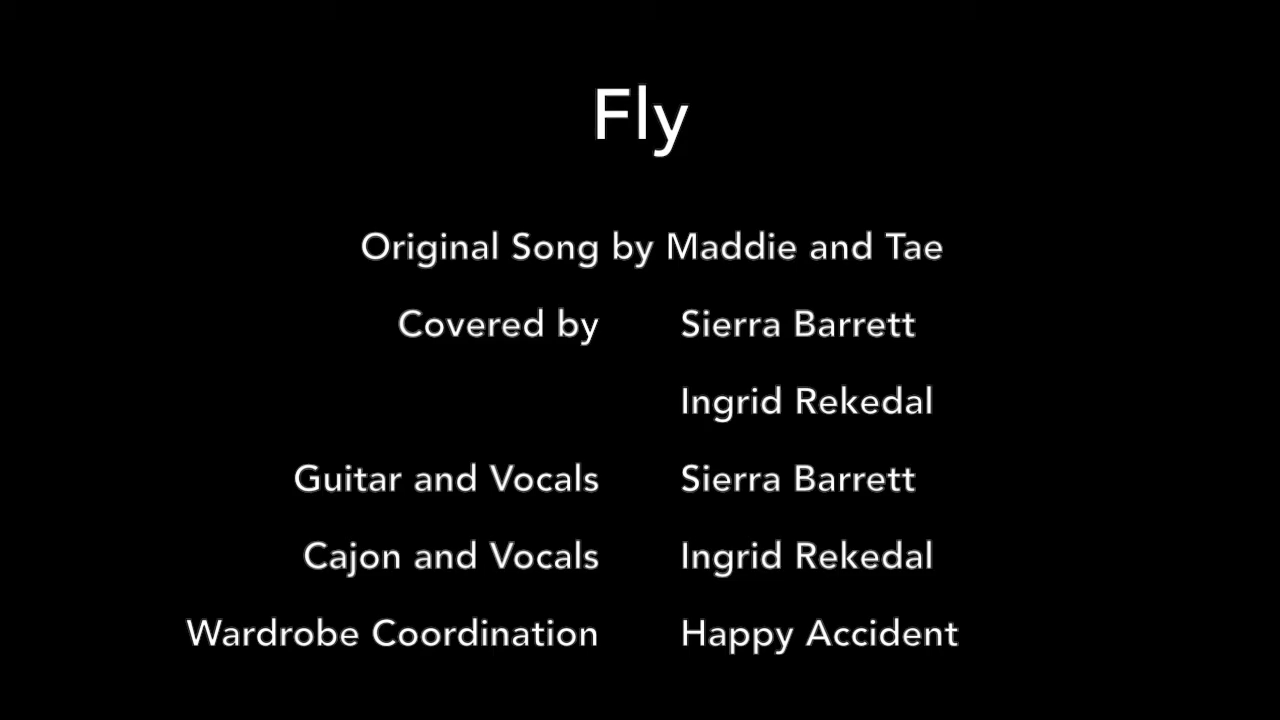 Fly
Original Song by Maddie and Tae
Covered by Sierra Barrett
Ingrid Rekedal
Guitar and Vocals Sierra Barrett
Cajon and Vocals Ingrid Rekedal
Wardrobe Coordination Happy Accident